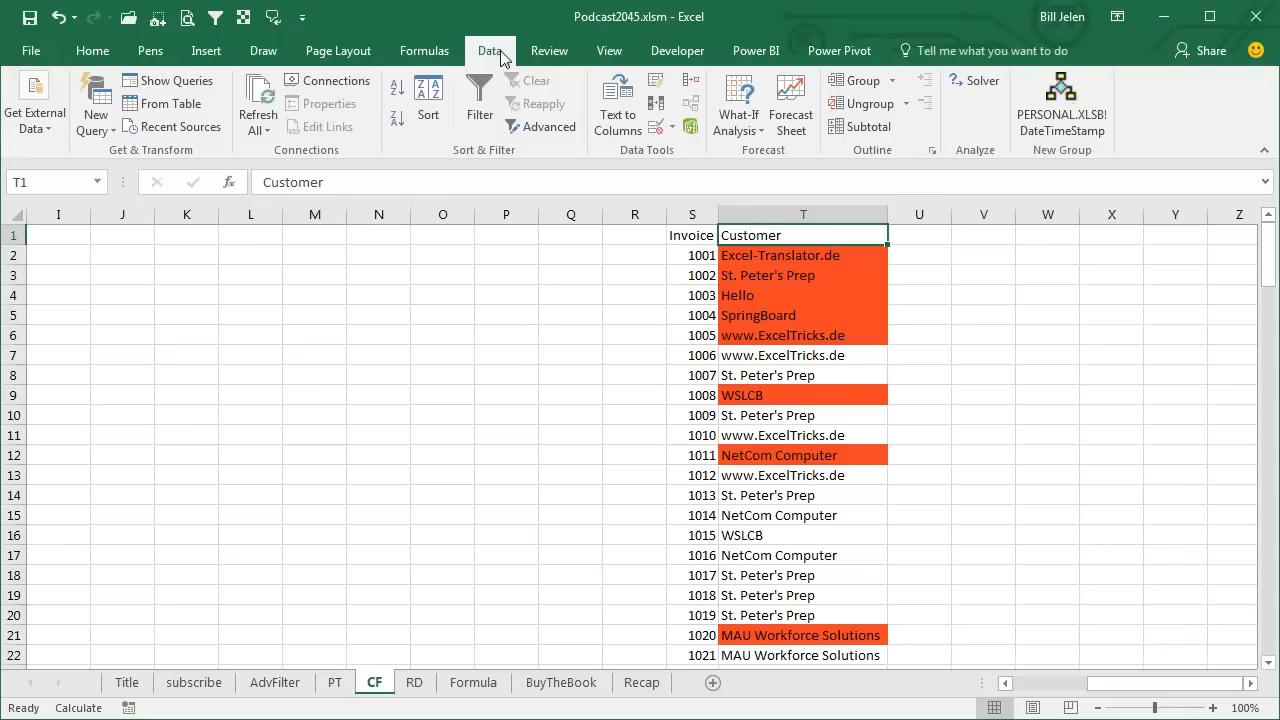 Podcast2045.xlsm - Excel
Bill Jelen
File Home Pens Insert Draw Page Layout Formulas Data Review View Developer Power BI Power Pivot Tell me what you want to do Share
Get External Data
New Query
Show Queries
From Table
Recent Sources
Get & Transform
Refresh All
Connections
Properties
Edit Links
Connections
Sort
Filter
Clear
Reapply
Advanced
Sort & Filter
Text to Columns
Data Tools
What-If Analysis
Forecast Sheet
Forecast
Group
Ungroup
Subtotal
Outline
Solver
Analyze
PERSONAL.XLSB! DateTimeStamp
New Group
T1 fx Customer
I J K L M N O P Q R S T U V W X Y Z
1 Invoice Customer
2 1001 Excel-Translator.de
3 1002 St. Peter's Prep
4 1003 Hello
5 1004 SpringBoard
6 1005 www.ExcelTricks.de
7 1006 www.ExcelTricks.de
8 1007 St. Peter's Prep
9 1008 WSLCB
10 1009 St. Peter's Prep
11 1010 www.ExcelTricks.de
12 1011 NetCom Computer
13 1012 www.ExcelTricks.de
14 1013 St. Peter's Prep
15 1014 NetCom Computer
16 1015 WSLCB
17 1016 NetCom Computer
18 1017 St. Peter's Prep
19 1018 St. Peter's Prep
20 1019 St. Peter's Prep
21 1020 MAU Workforce Solutions
22 1021 MAU Workforce Solutions
Title subscribe AdvFilter PT CF RD Formula BuyTheBook Recap
Ready Calculate 100%